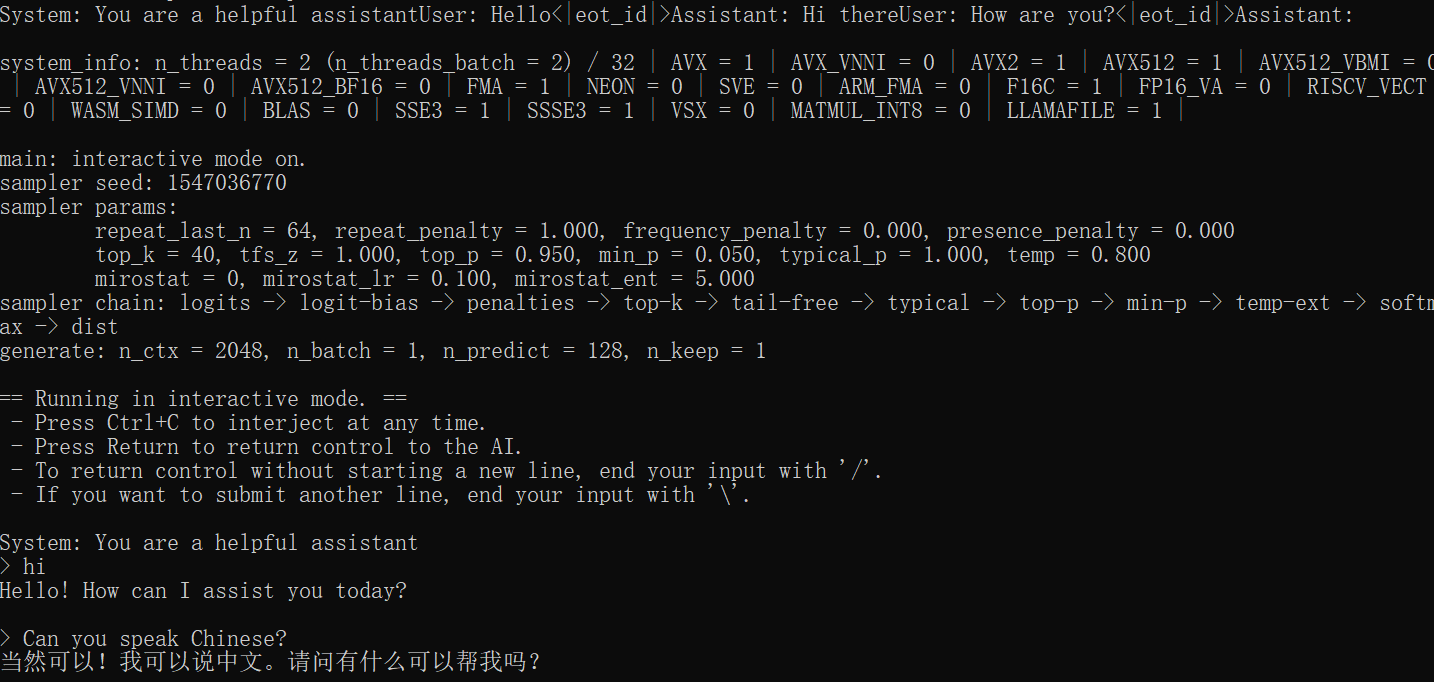 System: You are a helpful assistantUser: Hello<|eot_id|>Assistant: Hi thereUser: How are you?<|eot_id|>Assistant:
system_info: n_threads = 2 (n_threads_batch = 2) / 32 | AVX = 1 | AVX_VNNI = 0 | AVX2 = 1 | AVX512 = 1 | AVX512_VBMI = 0
| AVX512_VNNI = 0 | AVX512_BF16 = 0 | FMA = 1 | NEON = 0 | SVE = 0 | ARM_FMA = 0 | F16C = 1 | FP16_VA = 0 | RISCV_VECT
= 0 | WASM_SIMD = 0 | BLAS = 0 | SSE3 = 1 | SSSE3 = 1 | VSX = 0 | MATMUL_INT8 = 0 | LLAMAFILE = 1 |
main: interactive mode on.
sampler seed: 1547036770
sampler params:
repeat_last_n = 64, repeat_penalty = 1.000, frequency_penalty = 0.000, presence_penalty = 0.000
top_k = 40, tfs_z = 1.000, top_p = 0.950, min_p = 0.050, typical_p = 1.000, temp = 0.800
mirostat = 0, mirostat_lr = 0.100, mirostat_ent = 5.000
sampler chain: logits -> logit-bias -> penalties -> top-k -> tail-free -> typical -> top-p -> min-p -> temp-ext -> softm
ax -> dist
generate: n_ctx = 2048, n_batch = 1, n_predict = 128, n_keep = 1
== Running in interactive mode. ==
- Press Ctrl+C to interject at any time.
- Press Return to return control to the AI.
- To return control without starting a new line, end your input with '/'.
- If you want to submit another line, end your input with '\'.
System: You are a helpful assistant
> hi
Hello! How can I assist you today?
> Can you speak Chinese?
当然可以！我可以说中文。请问有什么可以帮我吗？